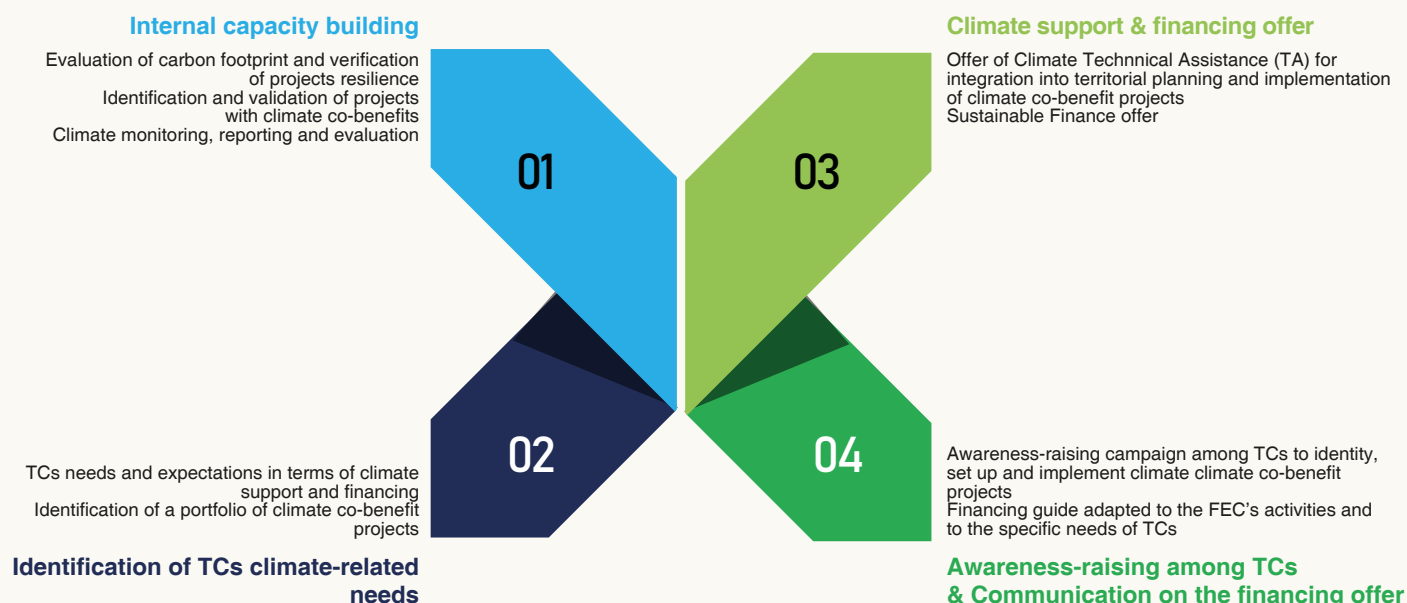 Internal capacity building
Evaluation of carbon footprint and verification
of projects resilience
Identification and validation of projects
with climate co-benefits
Climate monitoring, reporting and evaluation
01
02
TCs needs and expectations in terms of climate
support and financing
Identification of a portfolio of climate co-benefit
projects
Identification of TCs climate-related
needs
Climate support & financing offer
Offer of Climate Technnical Assistance (TA) for
integration into territorial planning and implementation
of climate co-benefit projects
Sustainable Finance offer
03
04
Awareness-raising campaign among TCs to identity,
set up and implement climate climate co-benefit
projects
Financing guide adapted to the FEC’s activities and
to the specific needs of TCs
Awareness-raising among TCs
& Communication on the financing offer